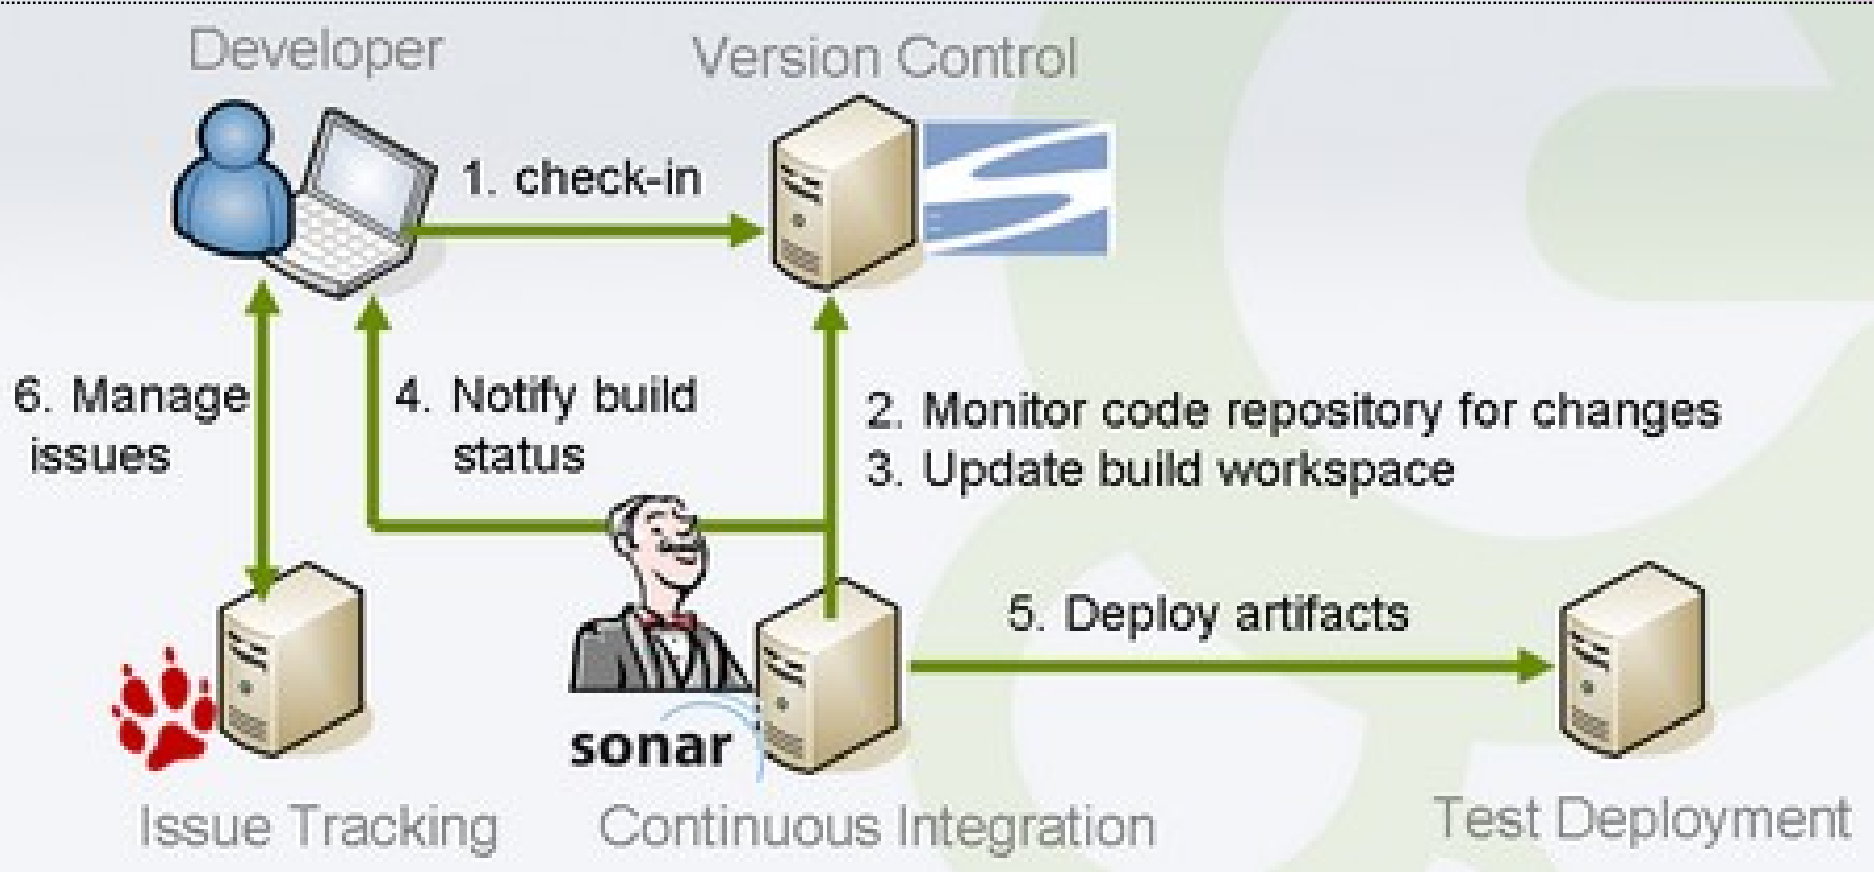 Developer
Version Control
1. check-in
6. Manage
issues
4. Notify build
status
2. Monitor code repository for changes
3. Update build workspace
5. Deploy artifacts
sonar
Issue Tracking
Continuous Integration
Test Deployment